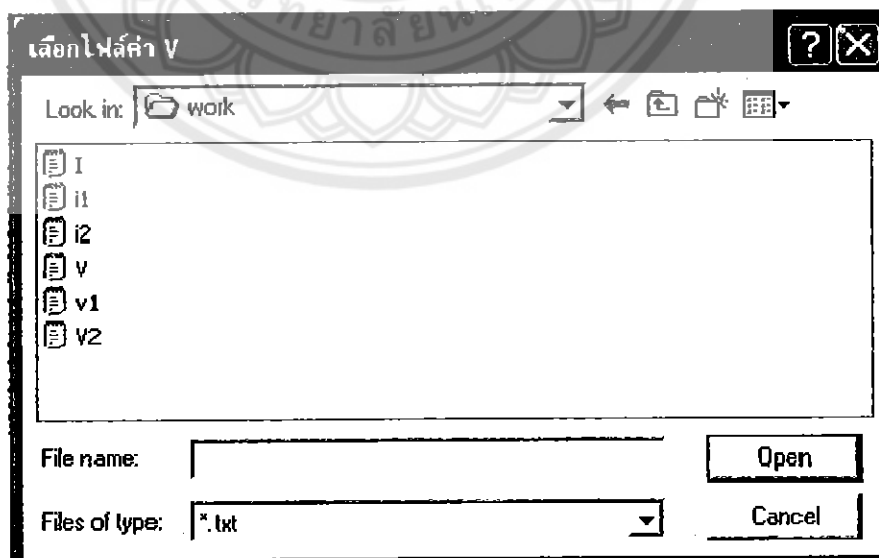 เลือกไฟล์ค่า V
Look in: work
I
i1
i2
V
v1
V2
File name: Open
Files of type: *.txt Cancel